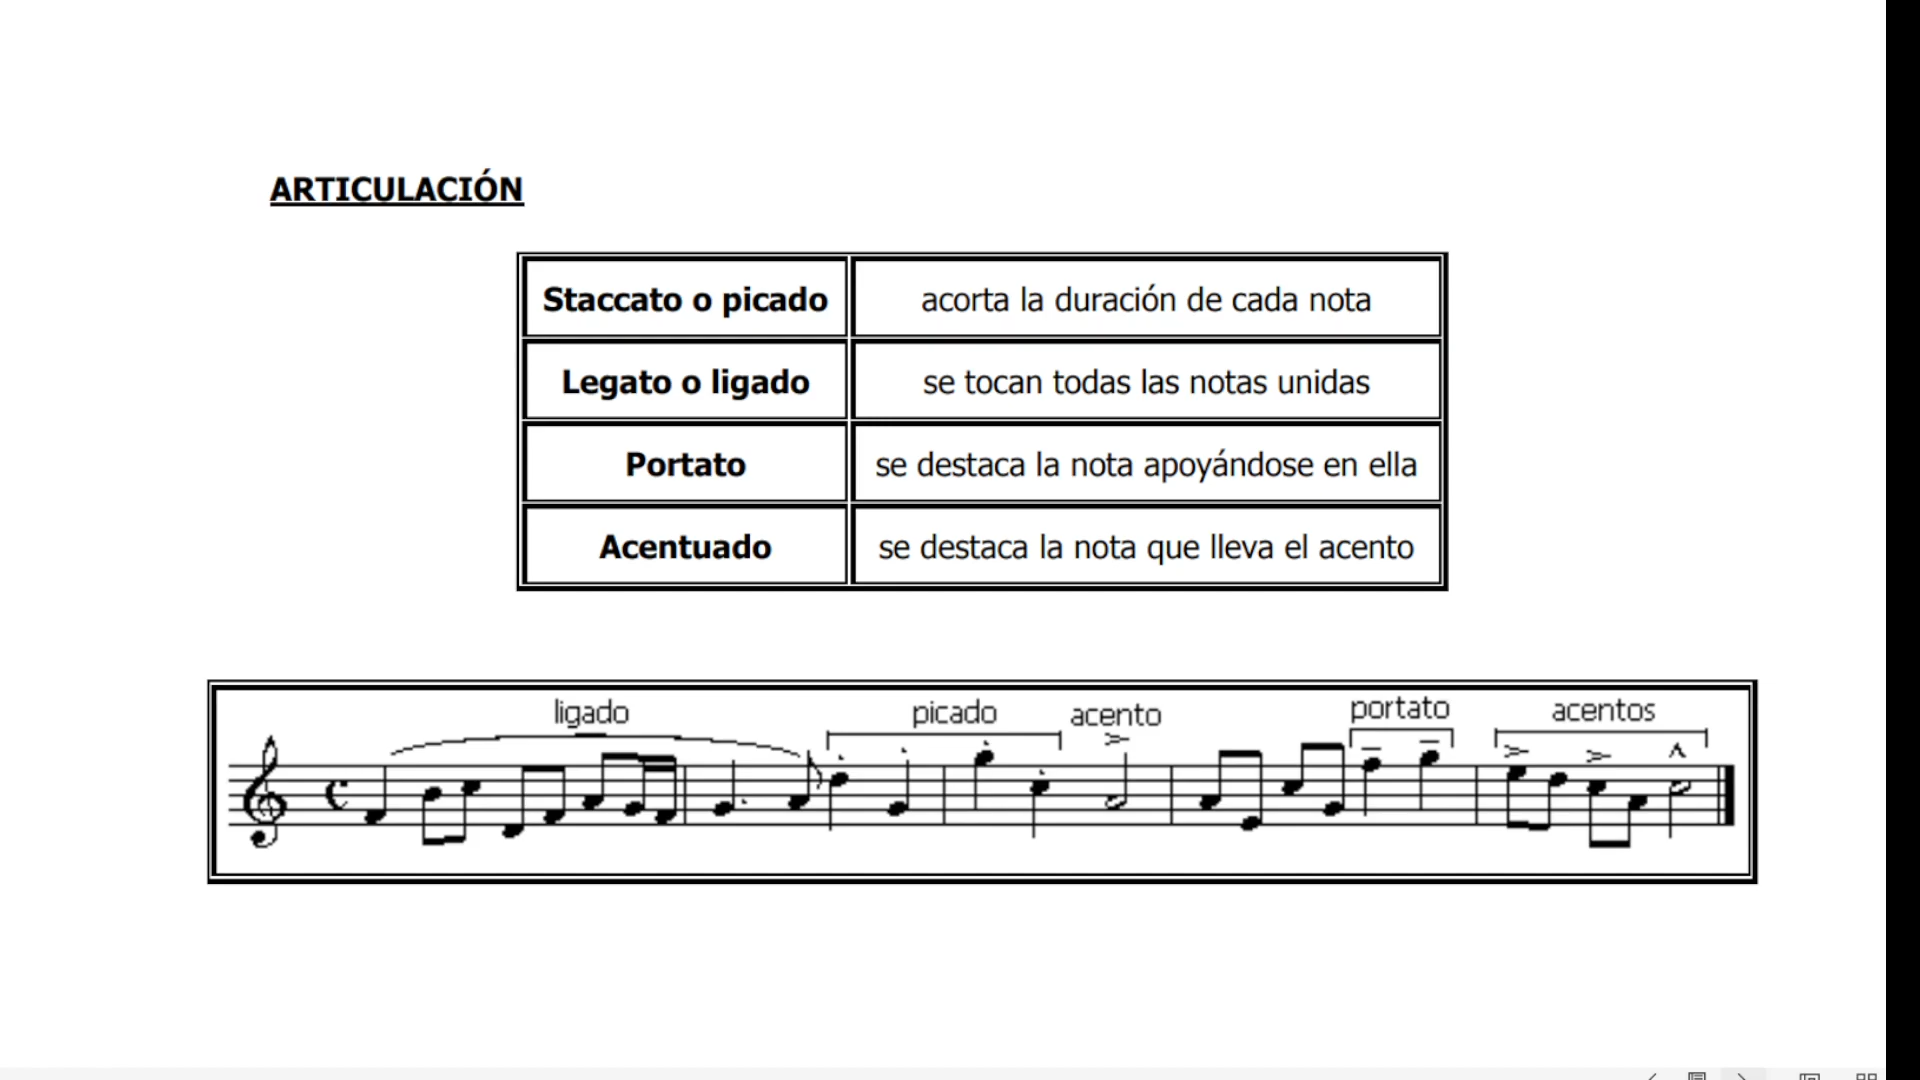 ARTICULACIÓN
Staccato o picado acorta la duración de cada nota
Legato o ligado se tocan todas las notas unidas
Portato se destaca la nota apoyándose en ella
Acentuado se destaca la nota que lleva el acento
ligado picado acento portato acentos